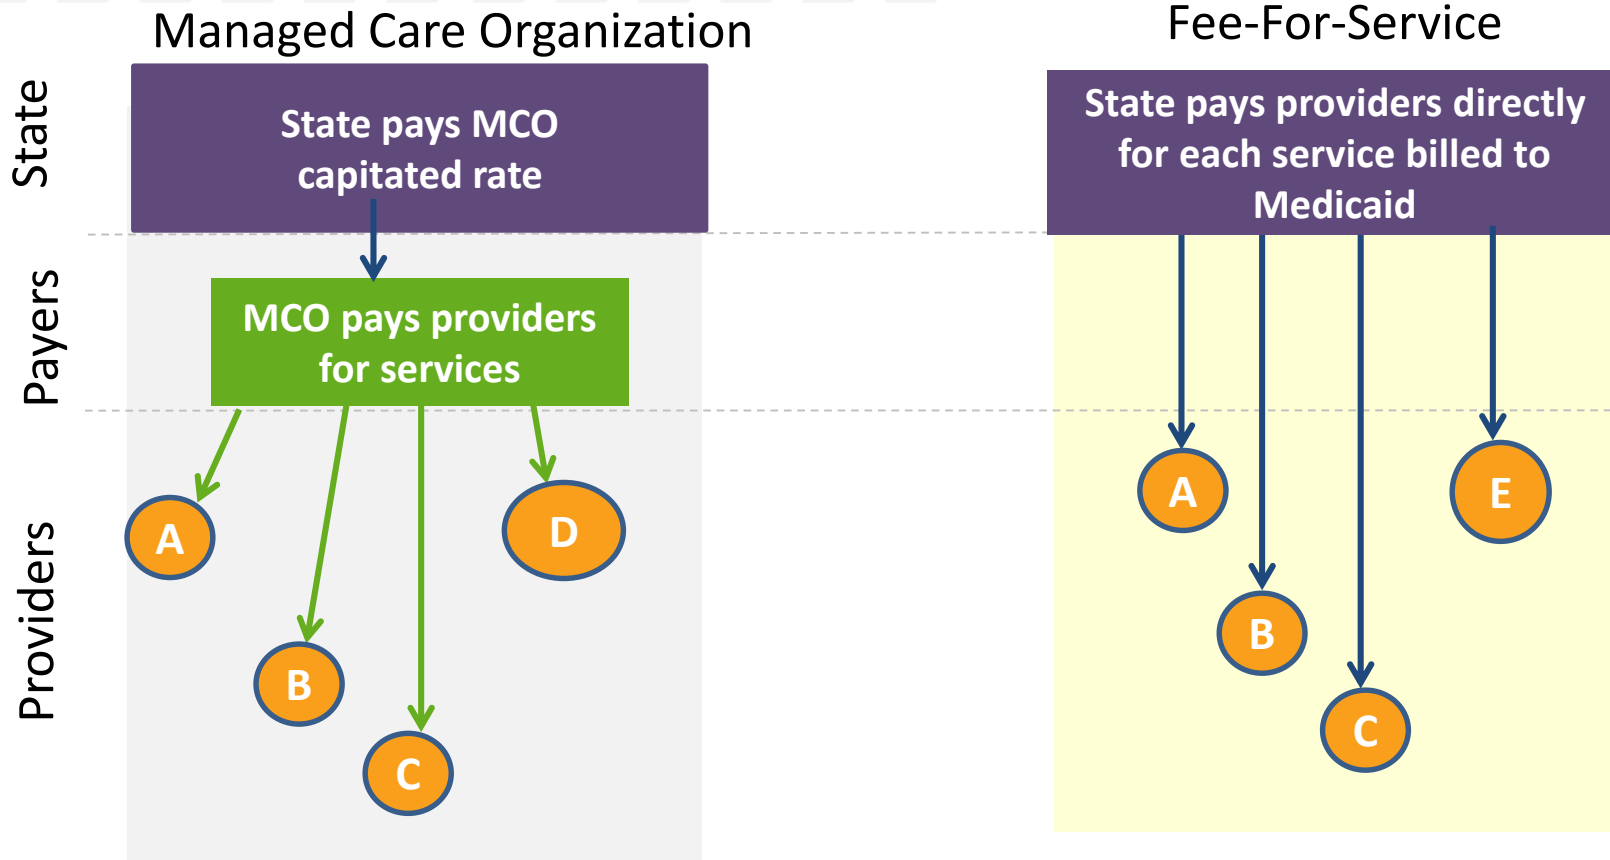 Managed Care Organization
Fee-For-Service
State
State pays MCO
capitated rate
State pays providers directly
for each service billed to
Medicaid
Payers
MCO pays providers
for services
Providers
A
B
C
D
A
B
C
E